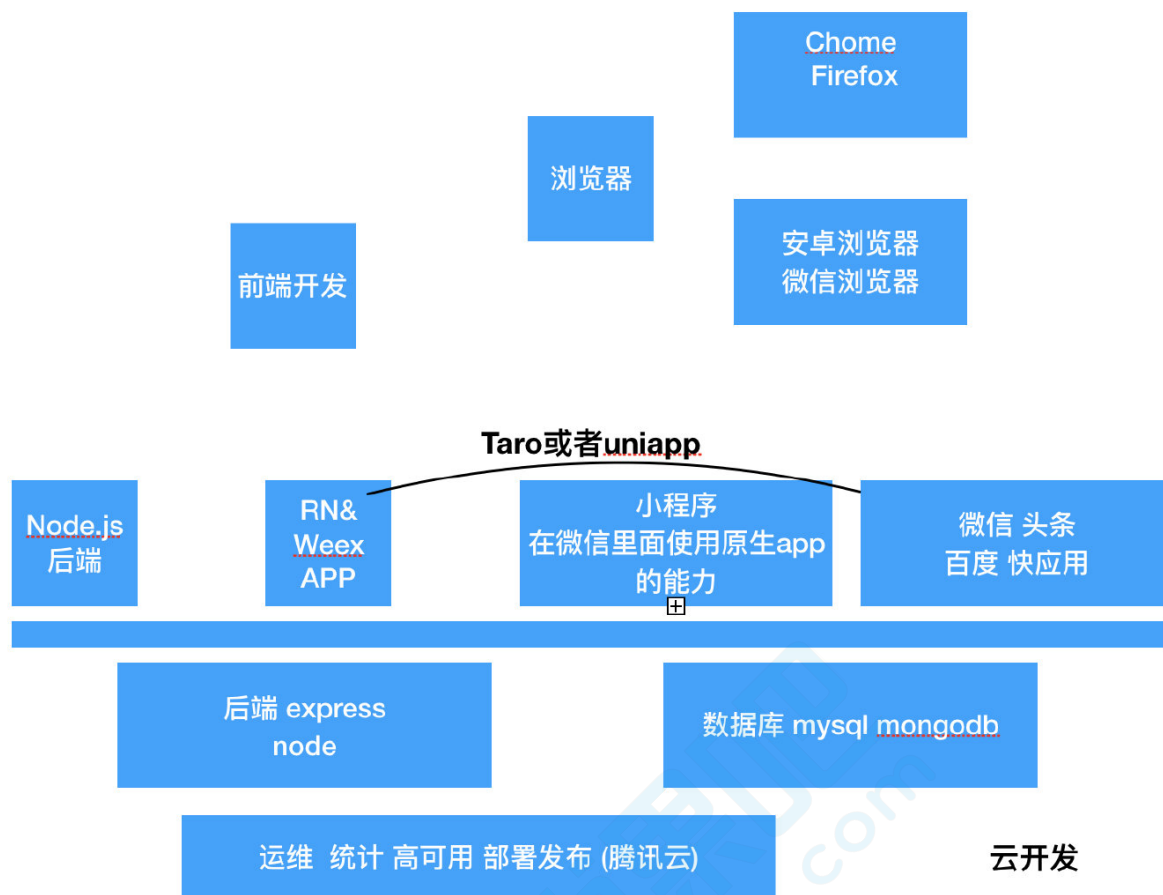 Chome
Firefox
浏览器
安卓浏览器
微信浏览器
前端开发
Taro或者uniapp
Node.js
后端
RN&
Weex
APP
小程序
在微信里面使用原生app
的能力
微信 头条
百度 快应用
后端 express
node
数据库 mysql mongodb
运维 统计 高可用 部署发布 (腾讯云)
云开发
com